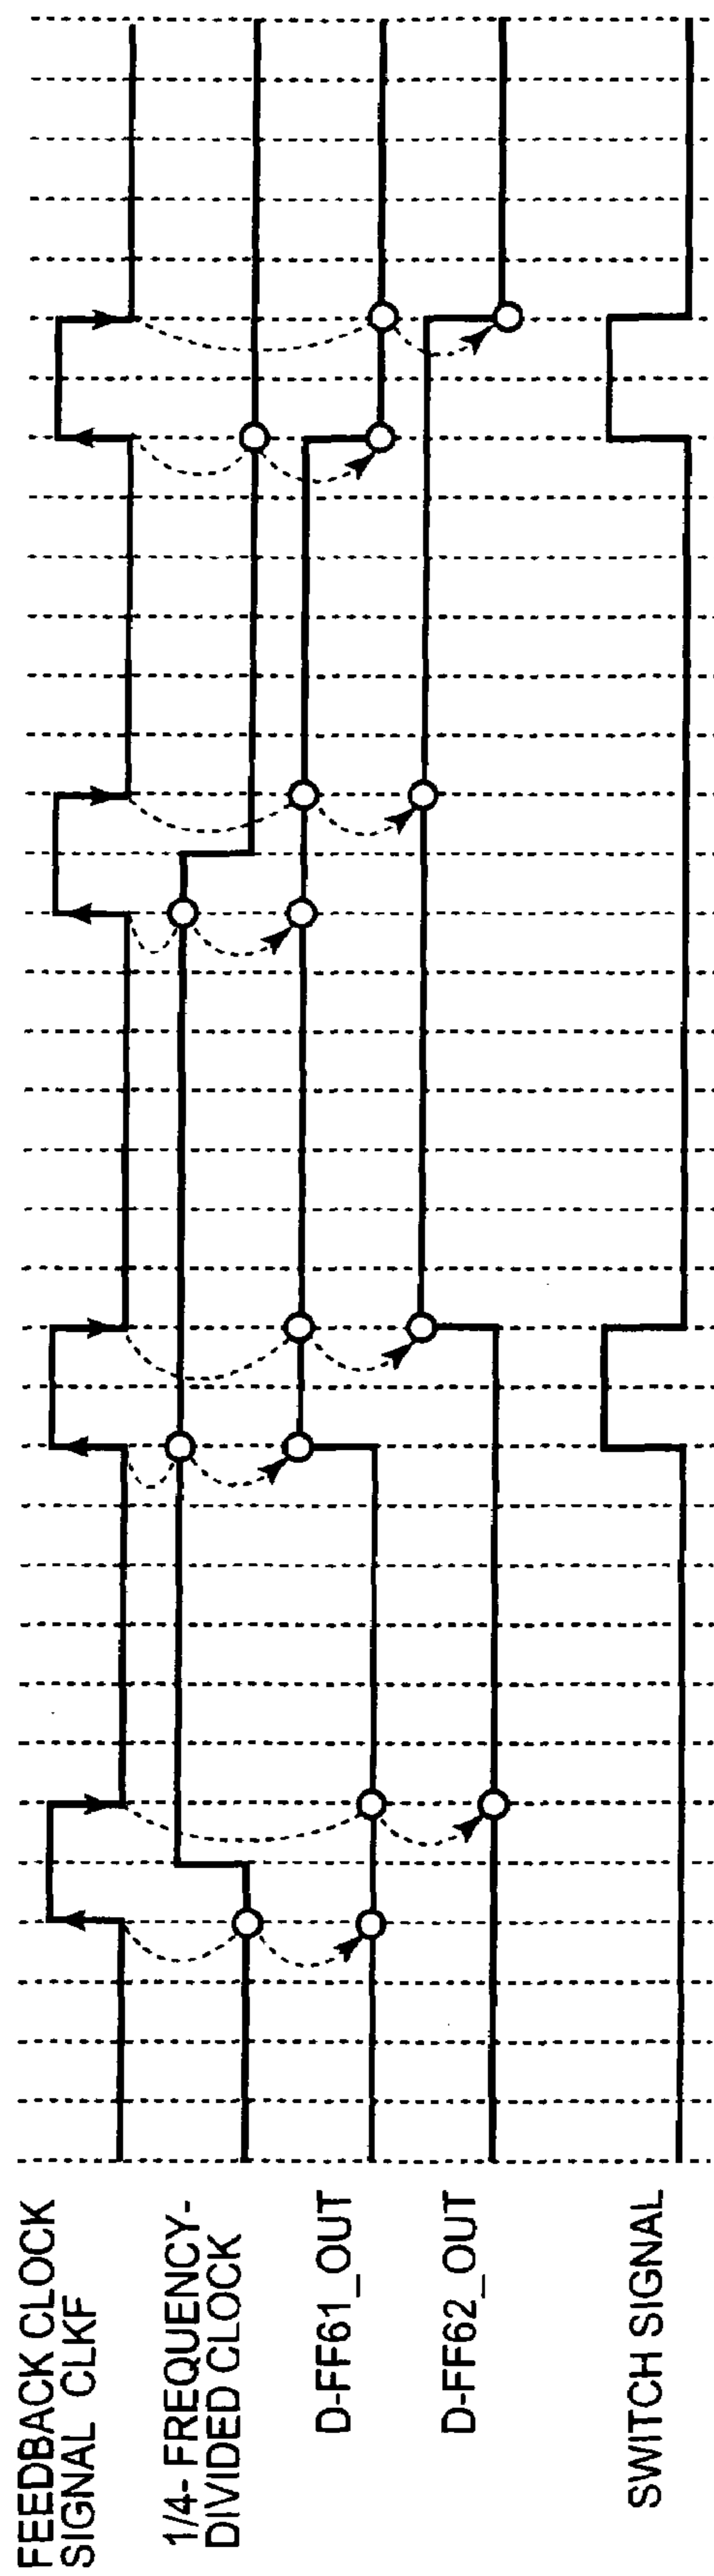 FEEDBACK CLOCK
SIGNAL CLKF
1/4- FREQUENCY-
DIVIDED CLOCK
D-FF61_OUT
D-FF62_OUT
SWITCH SIGNAL